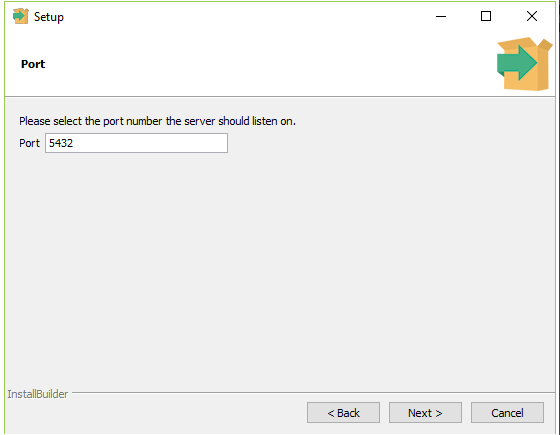 Setup
Port
Please select the port number the server should listen on.
Port 5432
InstallBuilder
< Back Next > Cancel